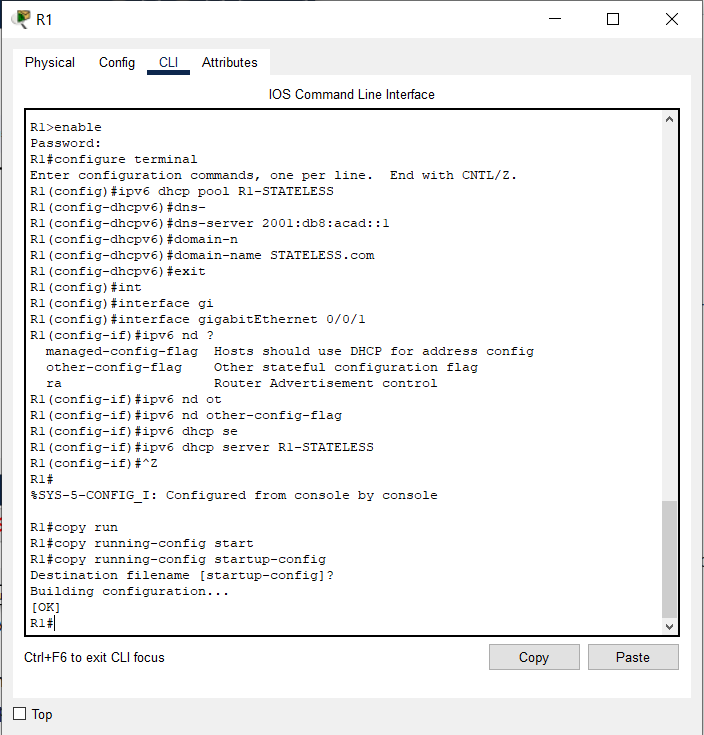 R1
Physical Config CLI Attributes
IOS Command Line Interface
R1>enable
Password:
R1#configure terminal
Enter configuration commands, one per line.  End with CNTL/Z.
R1(config)#ipv6 dhcp pool R1-STATELESS
R1(config-dhcpv6)#dns-
R1(config-dhcpv6)#dns-server 2001:db8:acad::1
R1(config-dhcpv6)#domain-n
R1(config-dhcpv6)#domain-name STATELESS.com
R1(config-dhcpv6)#exit
R1(config)#int
R1(config)#interface gi
R1(config)#interface gigabitEthernet 0/0/1
R1(config-if)#ipv6 nd ?
  managed-config-flag  Hosts should use DHCP for address config
  other-config-flag    Other stateful configuration flag
  ra                   Router Advertisement control
R1(config-if)#ipv6 nd ot
R1(config-if)#ipv6 nd other-config-flag
R1(config-if)#ipv6 dhcp se
R1(config-if)#ipv6 dhcp server R1-STATELESS
R1(config-if)#^Z
R1#
%SYS-5-CONFIG_I: Configured from console by console
R1#copy run
R1#copy running-config start
R1#copy running-config startup-config
Destination filename [startup-config]?
Building configuration...
[OK]
R1#
Ctrl+F6 to exit CLI focus
Copy Paste
Top